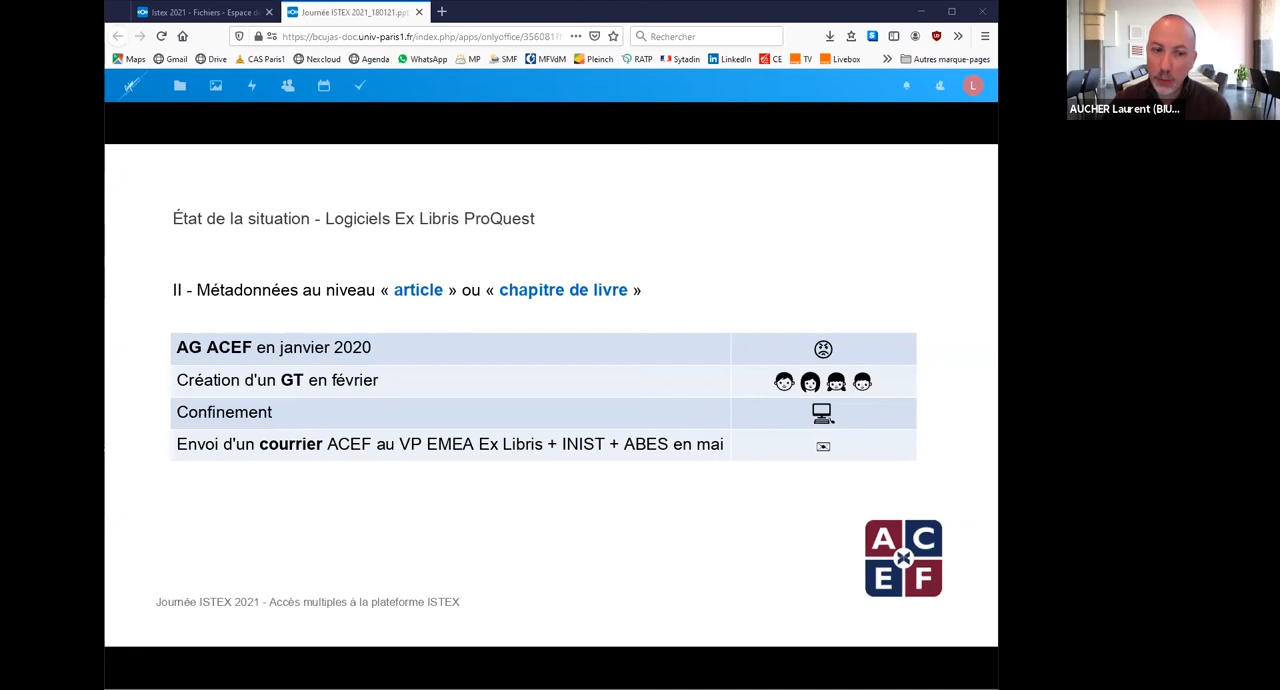 Istex 2021 - Fichiers - Espace d
Journée ISTEX 2021_180121.ppt
https://bcujas-doc.univ-paris1.fr/index.php/apps/onlyoffice/356081?f
Rechercher
Maps Gmail Drive CAS Paris1 Nexcloud Agenda WhatsApp MP SMF MFVdM Pleinch RATP Sytadin LinkedIn CE TV Livebox Autres marque-pages
L
AUCHER Laurent (BIU...
État de la situation - Logiciels Ex Libris ProQuest
II - Métadonnées au niveau « article » ou « chapitre de livre »
AG ACEF en janvier 2020
Création d'un GT en février
Confinement
Envoi d'un courrier ACEF au VP EMEA Ex Libris + INIST + ABES en mai
A C
E F
Journée ISTEX 2021 - Accès multiples à la plateforme ISTEX